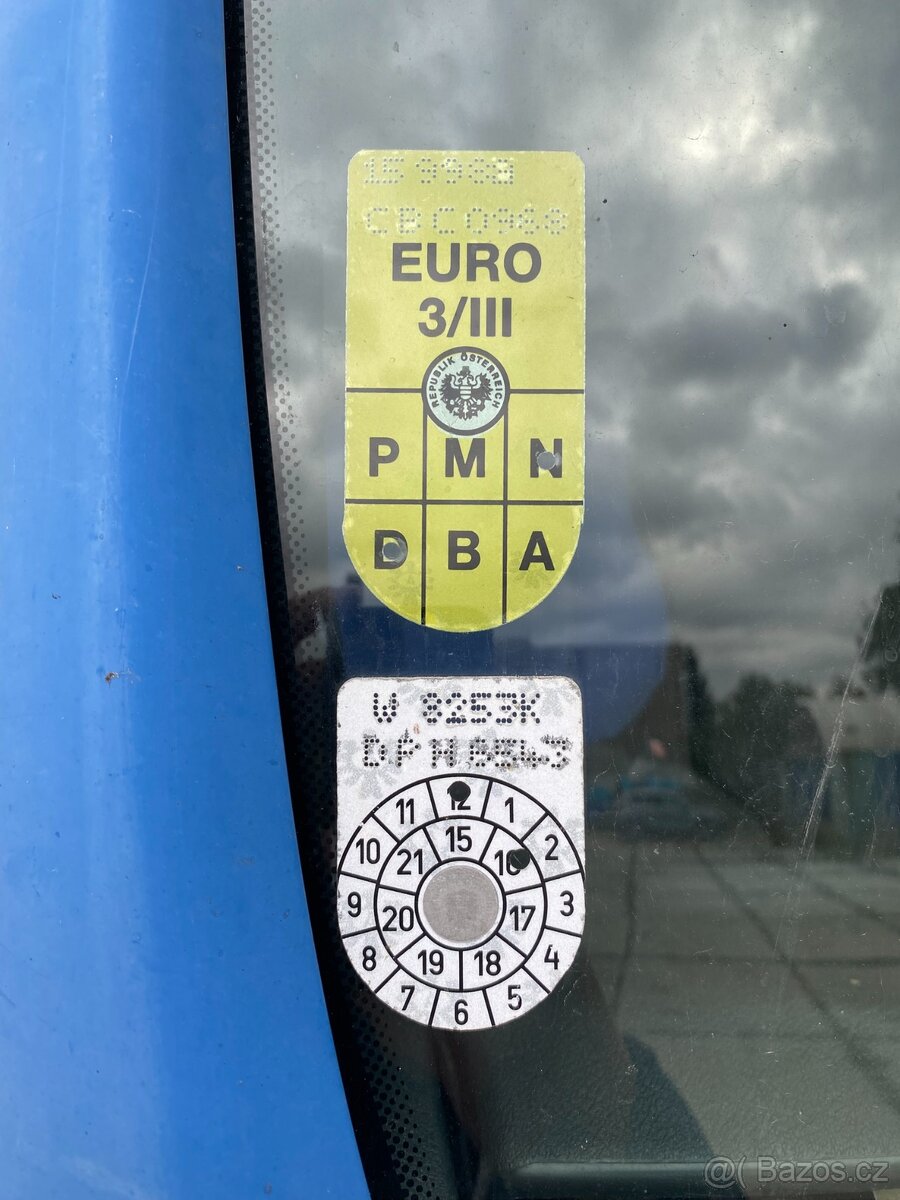 EURO
3/III
REPUBLIK ÖSTERREICH
P M N
D B A
W 8253K
11 12 1
10 21 15 16 2
9 20 17 3
8 19 18 4
7 6 5
@( Bazos.cz